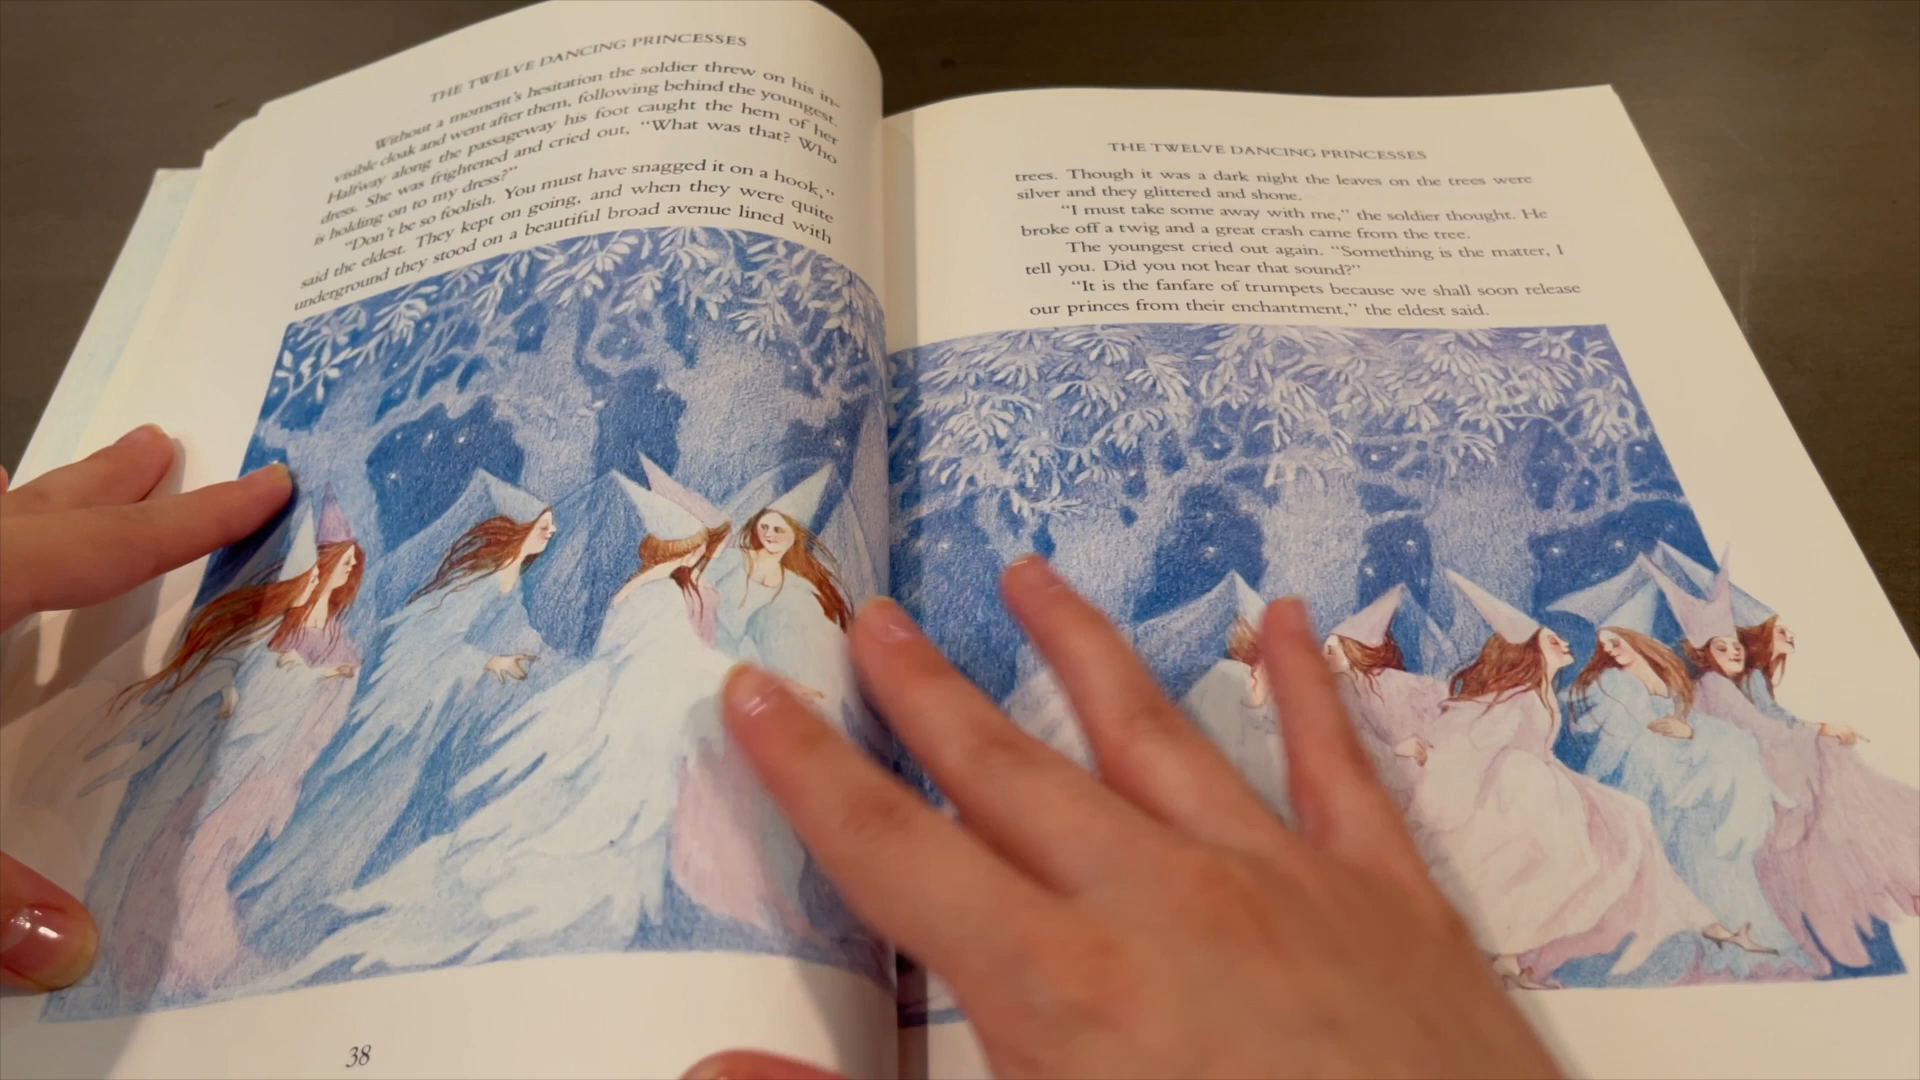 THE TWELVE DANCING PRINCESSES
Without a moment's hesitation the soldier threw on his in-
visible cloak and went after them, following behind the youngest.
Halfway along the passageway his foot caught the hem of her
dress. She was frightened and cried out, "What was that? Who
is holding on to my dress?"
"Don't be so foolish. You must have snagged it on a hook,"
said the eldest. They kept on going, and when they were quite
underground they stood on a beautiful broad avenue lined with
38
THE TWELVE DANCING PRINCESSES
trees. Though it was a dark night the leaves on the trees were
silver and they glittered and shone.
"I must take some away with me," the soldier thought. He
broke off a twig and a great crash came from the tree.
The youngest cried out again. "Something is the matter, I
tell you. Did you not hear that sound?"
"It is the fanfare of trumpets because we shall soon release
our princes from their enchantment," the eldest said.